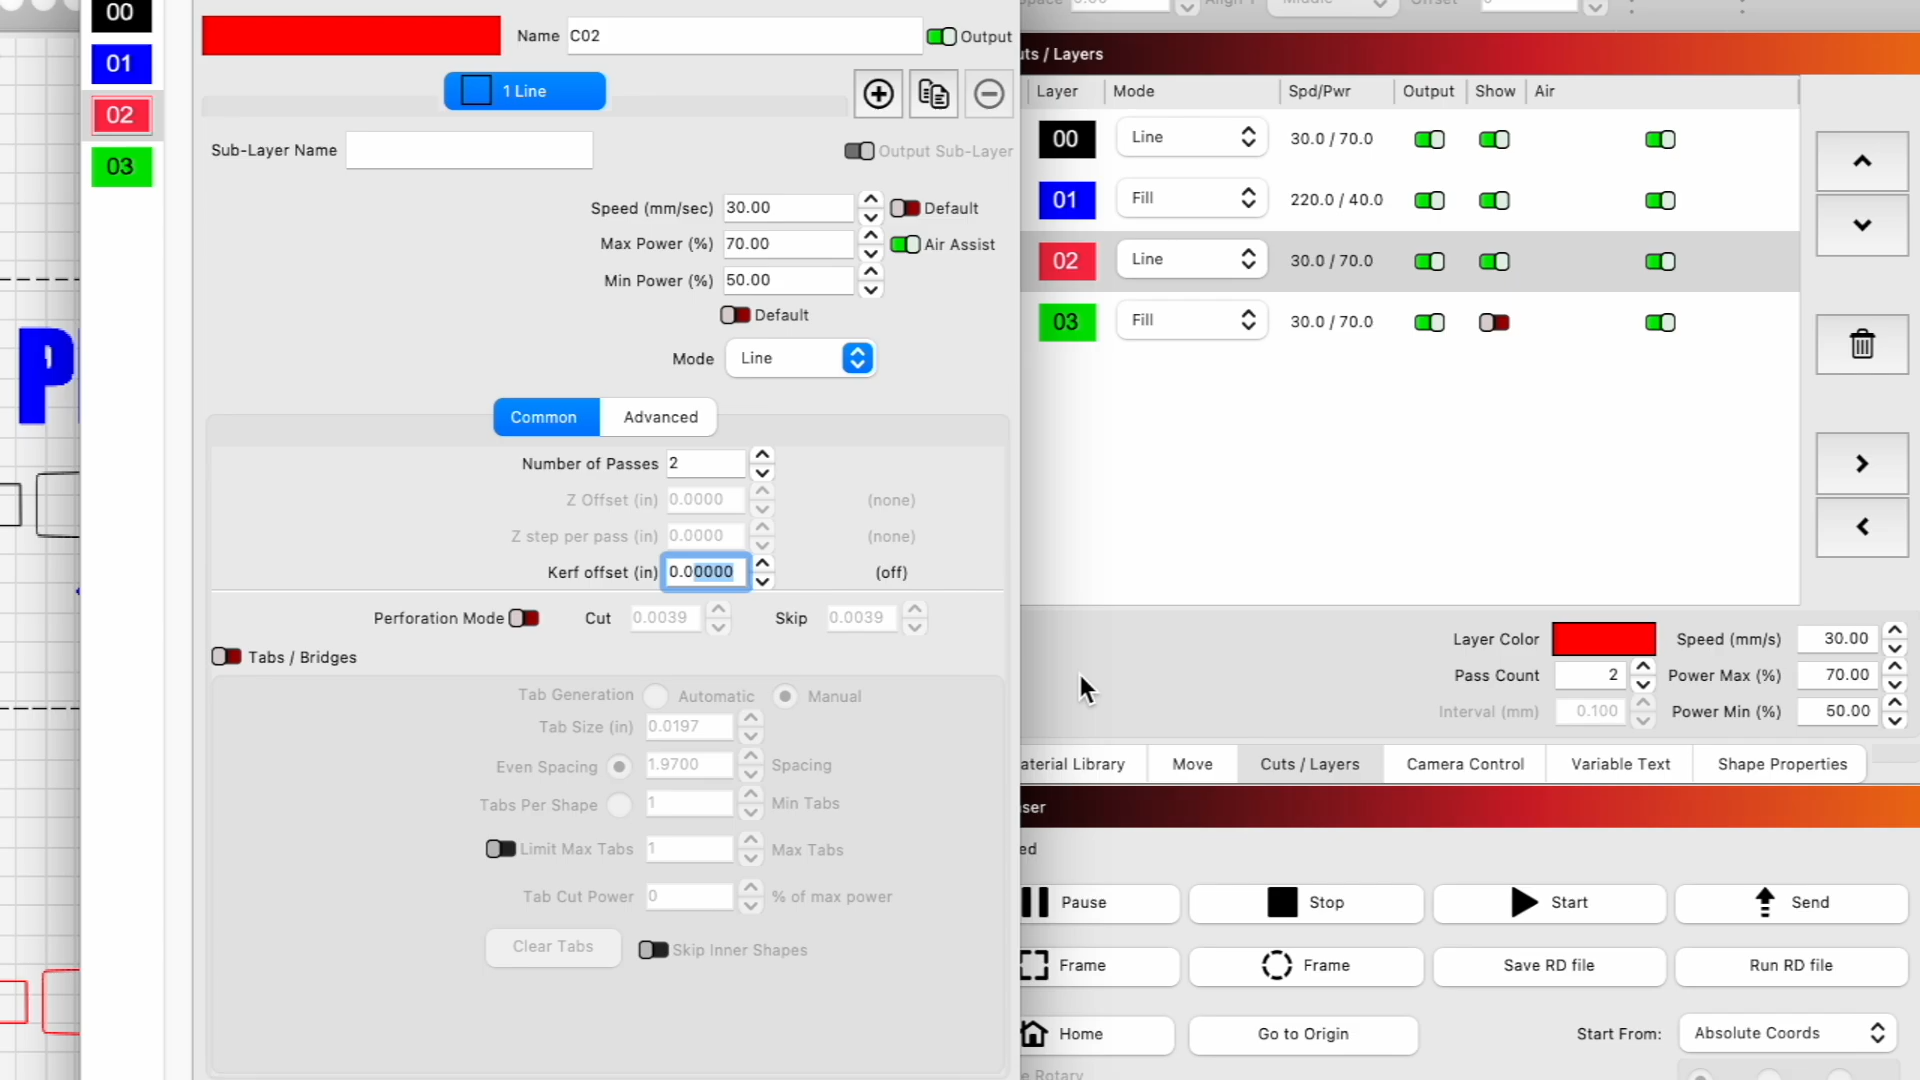 00
01
02
03
Name C02 Output
1 Line
Sub-Layer Name Output Sub-Layer
Speed (mm/sec) 30.00 Default
Max Power (%) 70.00 Air Assist
Min Power (%) 50.00
Default
Mode Line
Common Advanced
Number of Passes 2
Z Offset (in) 0.0000 (none)
Z step per pass (in) 0.0000 (none)
Kerf offset (in) 0.00000 (off)
Perforation Mode Cut 0.0039 Skip 0.0039
Tabs / Bridges
Tab Generation Automatic Manual
Tab Size (in) 0.0197
Even Spacing 1.9700 Spacing
Tabs Per Shape 1 Min Tabs
Limit Max Tabs 1 Max Tabs
Tab Cut Power 0 % of max power
Clear Tabs Skip Inner Shapes
P
uts / Layers
Layer Mode Spd/Pwr Output Show Air
00 Line 30.0 / 70.0
01 Fill 220.0 / 40.0
02 Line 30.0 / 70.0
03 Fill 30.0 / 70.0
Layer Color Speed (mm/s) 30.00
Pass Count 2 Power Max (%) 70.00
Interval (mm) 0.100 Power Min (%) 50.00
aterial Library Move Cuts / Layers Camera Control Variable Text Shape Properties
ser
ed
Pause Stop Start Send
Frame Frame Save RD file Run RD file
Home Go to Origin Start From: Absolute Coords
e Rotary